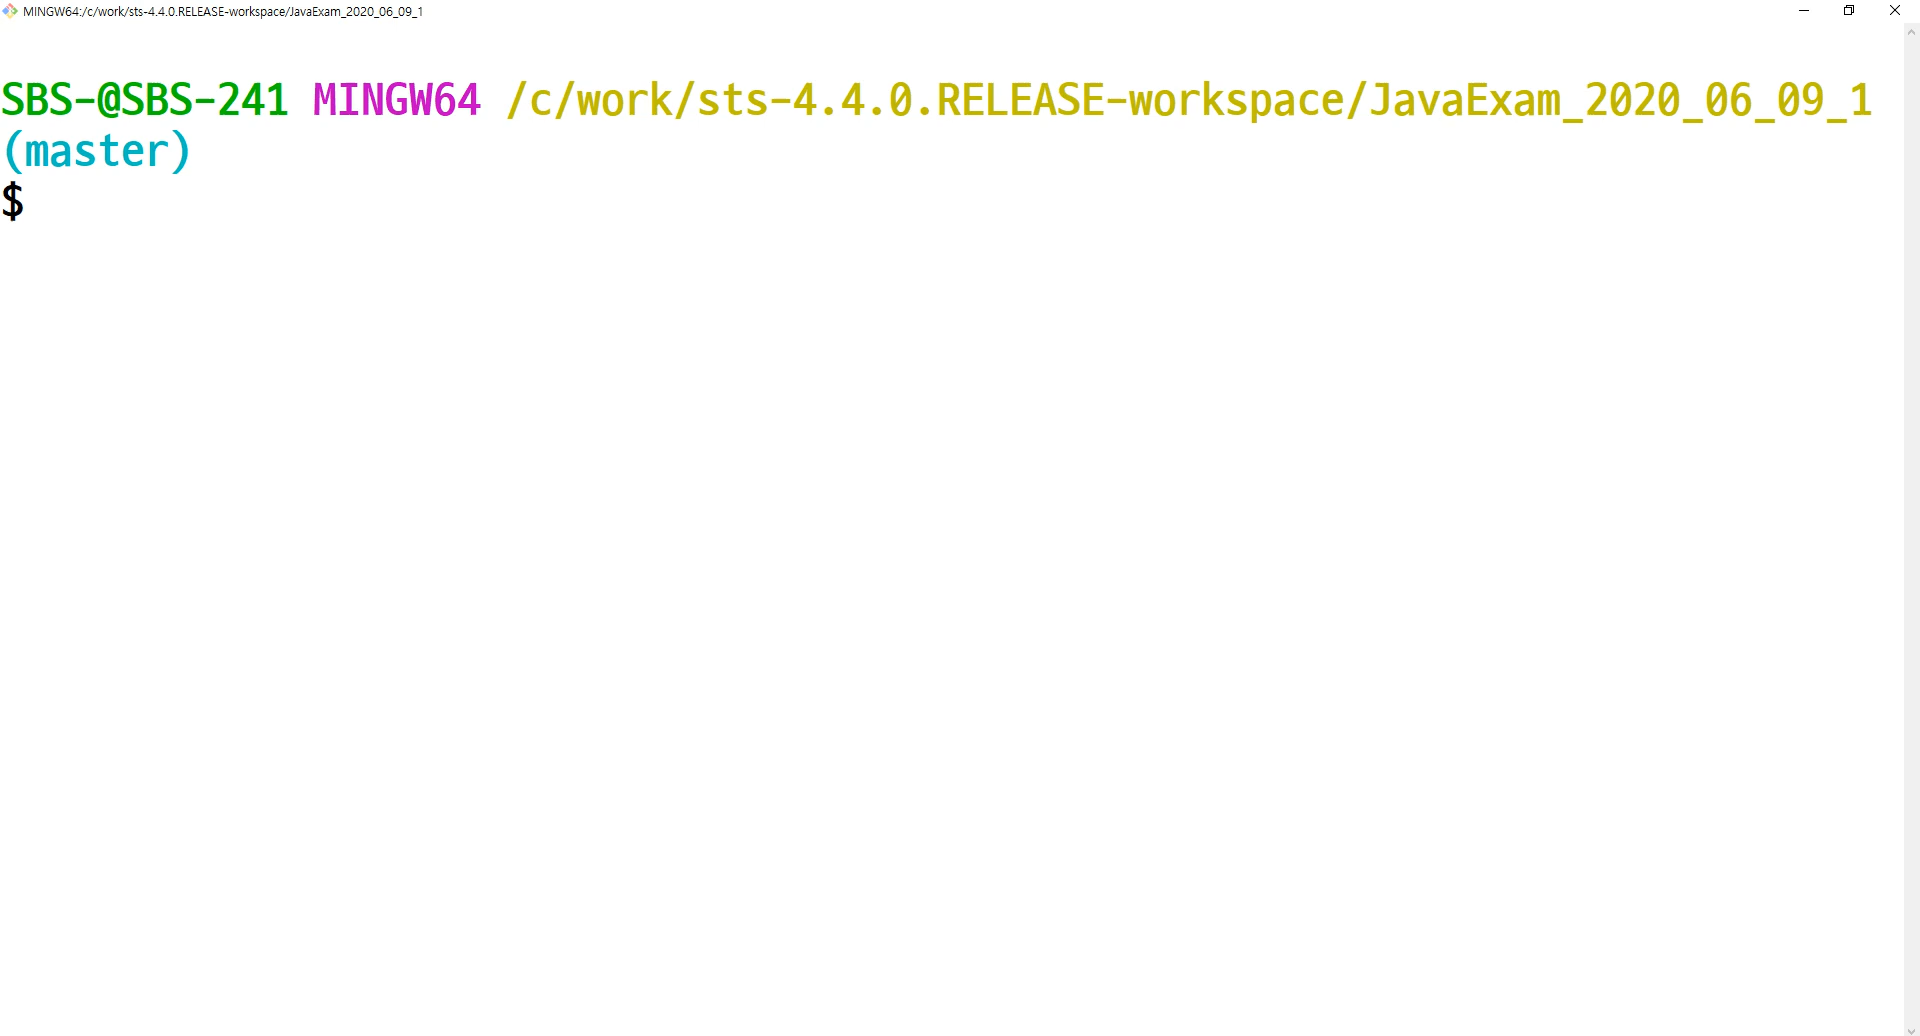 MINGW64:/c/work/sts-4.4.0.RELEASE-workspace/JavaExam_2020_06_09_1
SBS-@SBS-241 MINGW64 /c/work/sts-4.4.0.RELEASE-workspace/JavaExam_2020_06_09_1
(master)
$